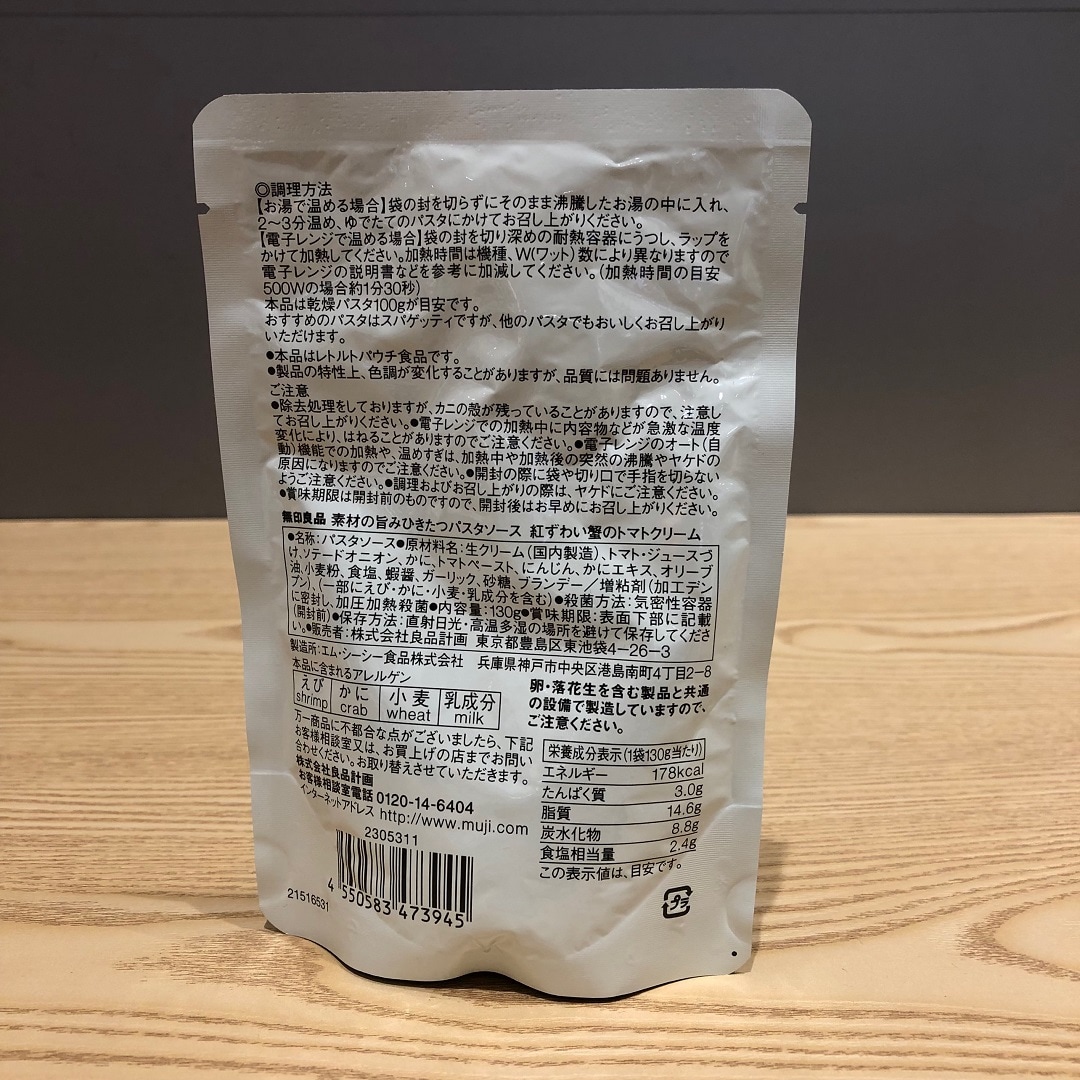 ◎調理方法
【お湯で温める場合】袋の封を切らずにそのまま沸騰したお湯の中に入れ、
2〜3分温め、ゆでたてのパスタにかけてお召し上がりください。
【電子レンジで温める場合】袋の封を切り深めの耐熱容器にうつし、ラップを
かけて加熱してください。加熱時間は機種、W(ワット)数により異なりますので
電子レンジの説明書などを参考に加減してください。(加熱時間の目安
500Wの場合約1分30秒)
本品は乾燥パスタ100gが目安です。
おすすめのパスタはスパゲッティですが、他のパスタでもおいしくお召し上がり
いただけます。
●本品はレトルトパウチ食品です。
●製品の特性上、色調が変化することがありますが、品質には問題ありません。
ご注意
●除去処理をしておりますが、カニの殻が残っていることがありますので、注意し
てお召し上がりください。●電子レンジでの加熱中に内容物などが急激な温度
変化により、はねることがありますのでご注意ください。●電子レンジのオート(自
動)機能での加熱や、温めすぎは、加熱中や加熱後の突然の沸騰やヤケドの
原因になりますのでご注意ください。●開封の際に袋や切り口で手指を切らない
ようご注意ください。●調理およびお召し上がりの際は、ヤケドにご注意ください。
●賞味期限は開封前のものですので、開封後はお早めにお召し上がりください。
無印良品 素材の旨みひきたつパスタソース 紅ずわい蟹のトマトクリーム
●名称:パスタソース●原材料名:生クリーム(国内製造)、トマト・ジュースづ
け、ソテードオニオン、かに、トマトペースト、にんじん、かにエキス、オリーブ
油、小麦粉、食塩、蝦醤、ガーリック、砂糖、ブランデー/増粘剤(加工デン
プン)、(一部にえび・かに・小麦・乳成分を含む)●殺菌方法:気密性容器
に密封し、加圧加熱殺菌●内容量:130g●賞味期限:表面下部に記載
(開封前)●保存方法:直射日光・高温多湿の場所を避けて保存してくださ
い。●販売者:株式会社良品計画 東京都豊島区東池袋4-26-3
製造所:エム・シーシー食品株式会社 兵庫県神戸市中央区港島南町4丁目2-8
本品に含まれるアレルゲン
えび かに 小麦 乳成分
shrimp crab wheat milk
卵・落花生を含む製品と共通
の設備で製造していますので、
ご注意ください。
万一商品に不都合な点がございましたら、下記
お客様相談室又は、お買上げの店までお問い
合わせください。お取り替えさせていただきます。
株式会社良品計画
お客様相談室電話 0120-14-6404
インターネットアドレス http://www.muji.com
栄養成分表示(1袋130g当たり)
エネルギー 178kcal
たんぱく質 3.0g
脂質 14.6g
炭水化物 8.8g
食塩相当量 2.4g
この表示値は、目安です。
2305311
4 550583 473945
21516531
プラ